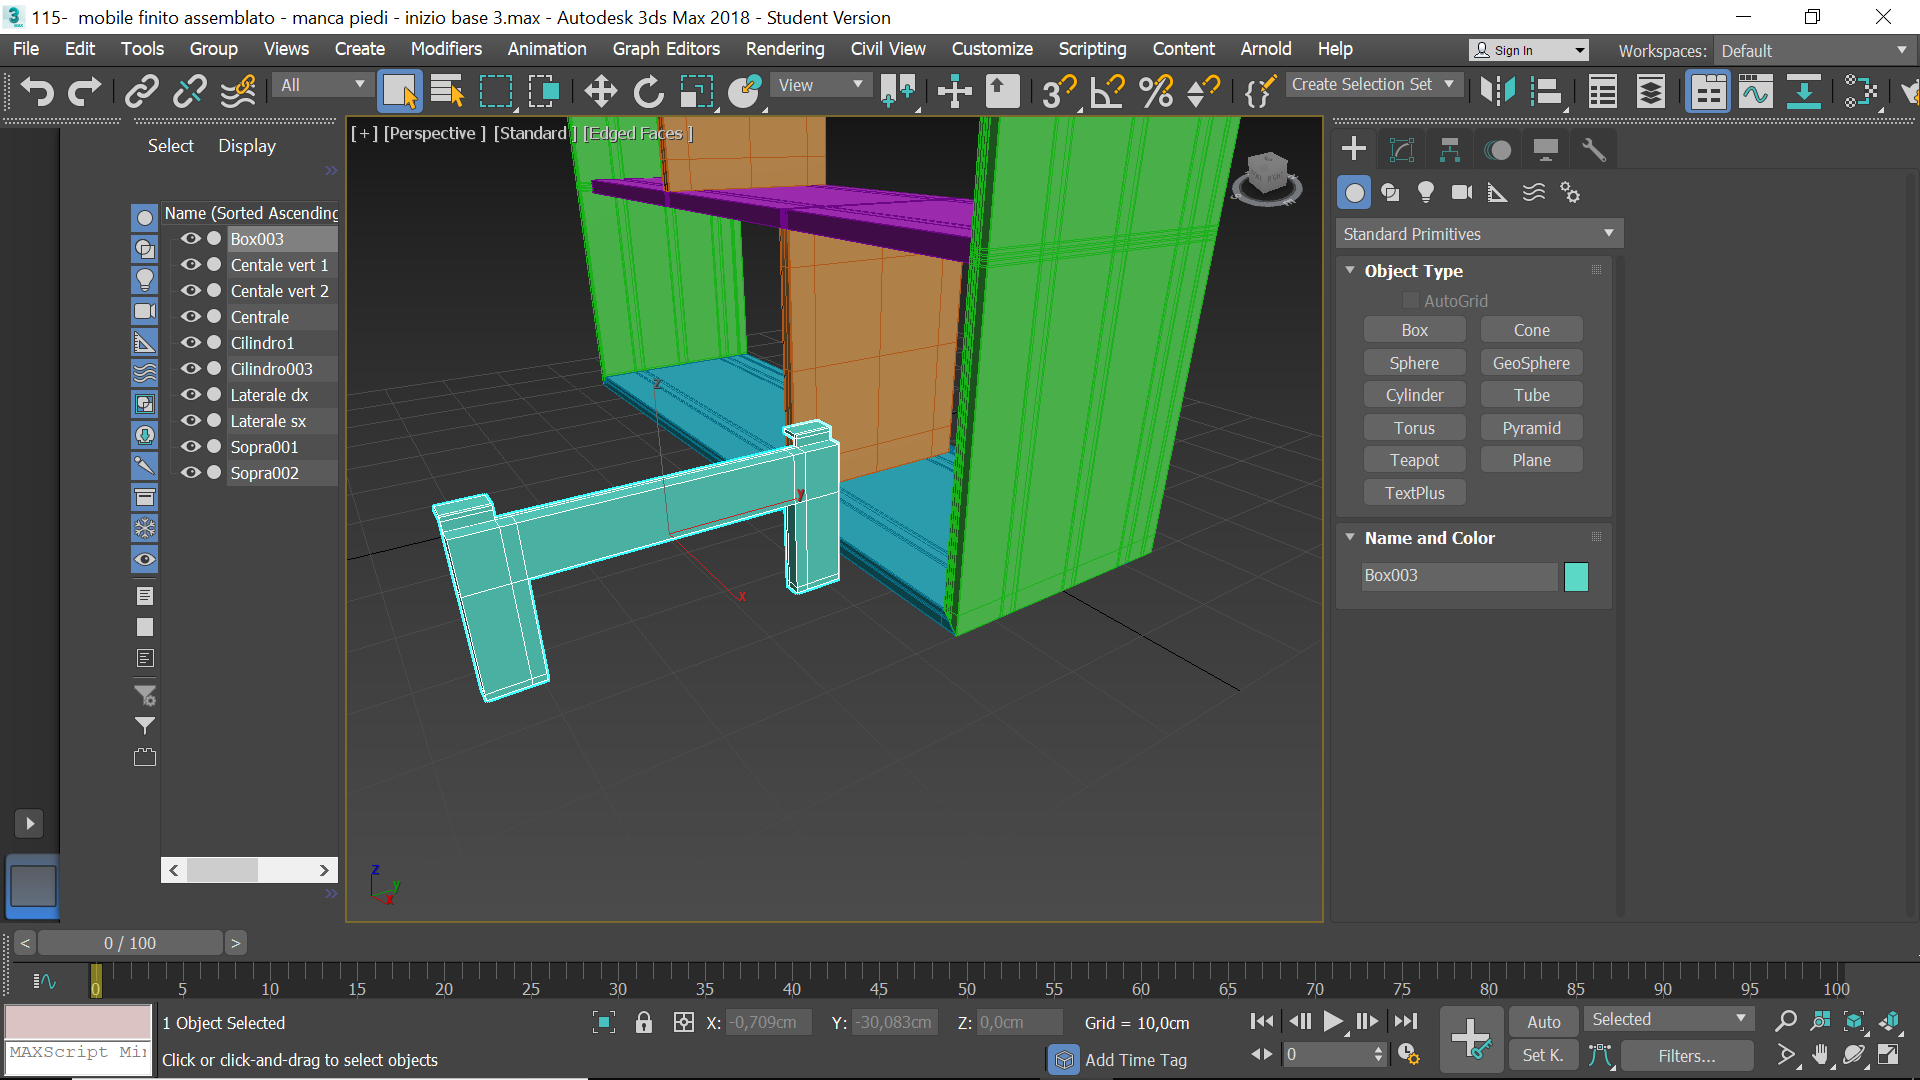 115-  mobile finito assemblato - manca piedi - inizio base 3.max - Autodesk 3ds Max 2018 - Student Version
File Edit Tools Group Views Create Modifiers Animation Graph Editors Rendering Civil View Customize Scripting Content Arnold Help Sign In Workspaces: Default
All View Create Selection Set
Select Display
[ + ] [Perspective ] [Standard ] [Edged Faces ]
Name (Sorted Ascending
Box003
Centale vert 1
Centale vert 2
Centrale
Cilindro1
Cilindro003
Laterale dx
Laterale sx
Sopra001
Sopra002
z
y
x
z
y
x
Standard Primitives
Object Type
AutoGrid
Box Cone
Sphere GeoSphere
Cylinder Tube
Torus Pyramid
Teapot Plane
TextPlus
Name and Color
Box003
< 0 / 100 >
0 5 10 15 20 25 30 35 40 45 50 55 60 65 70 75 80 85 90 95 100
1 Object Selected X: -0,709cm Y: -30,083cm Z: 0,0cm Grid = 10,0cm Auto Selected
MAXScript Mi
Click or click-and-drag to select objects Add Time Tag 0 Set K. Filters...